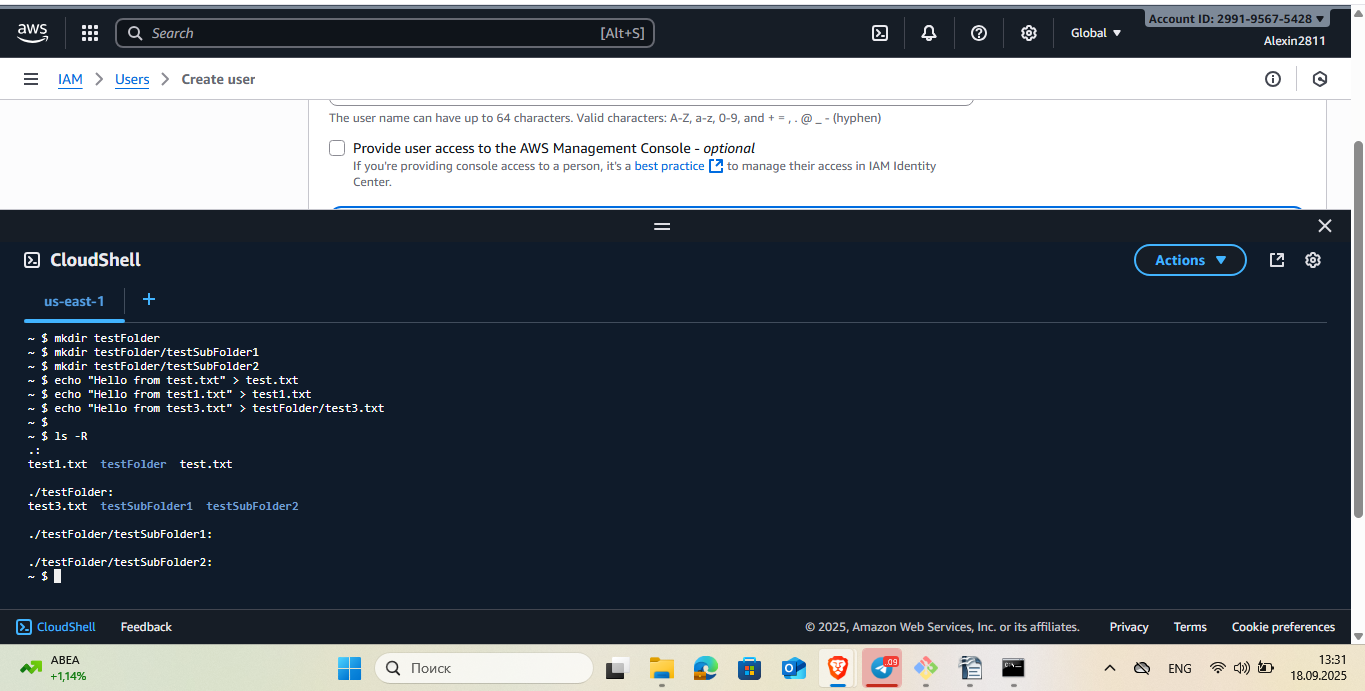 Account ID: 2991-9567-5428
aws
Search [Alt+S]
Global
Alexin2811
IAM > Users > Create user
The user name can have up to 64 characters. Valid characters: A-Z, a-z, 0-9, and + = , . @ _ - (hyphen)
Provide user access to the AWS Management Console - optional
If you're providing console access to a person, it's a best practice to manage their access in IAM Identity
Center.
CloudShell
Actions
us-east-1 +
~ $ mkdir testFolder
~ $ mkdir testFolder/testSubFolder1
~ $ mkdir testFolder/testSubFolder2
~ $ echo "Hello from test.txt" > test.txt
~ $ echo "Hello from test1.txt" > test1.txt
~ $ echo "Hello from test3.txt" > testFolder/test3.txt
~ $
~ $ ls -R
.:
test1.txt testFolder test.txt
./testFolder:
test3.txt testSubFolder1 testSubFolder2
./testFolder/testSubFolder1:
./testFolder/testSubFolder2:
~ $
CloudShell Feedback © 2025, Amazon Web Services, Inc. or its affiliates. Privacy Terms Cookie preferences
ABEA
+1,14%
Поиск
.09
ENG
13:31
18.09.2025